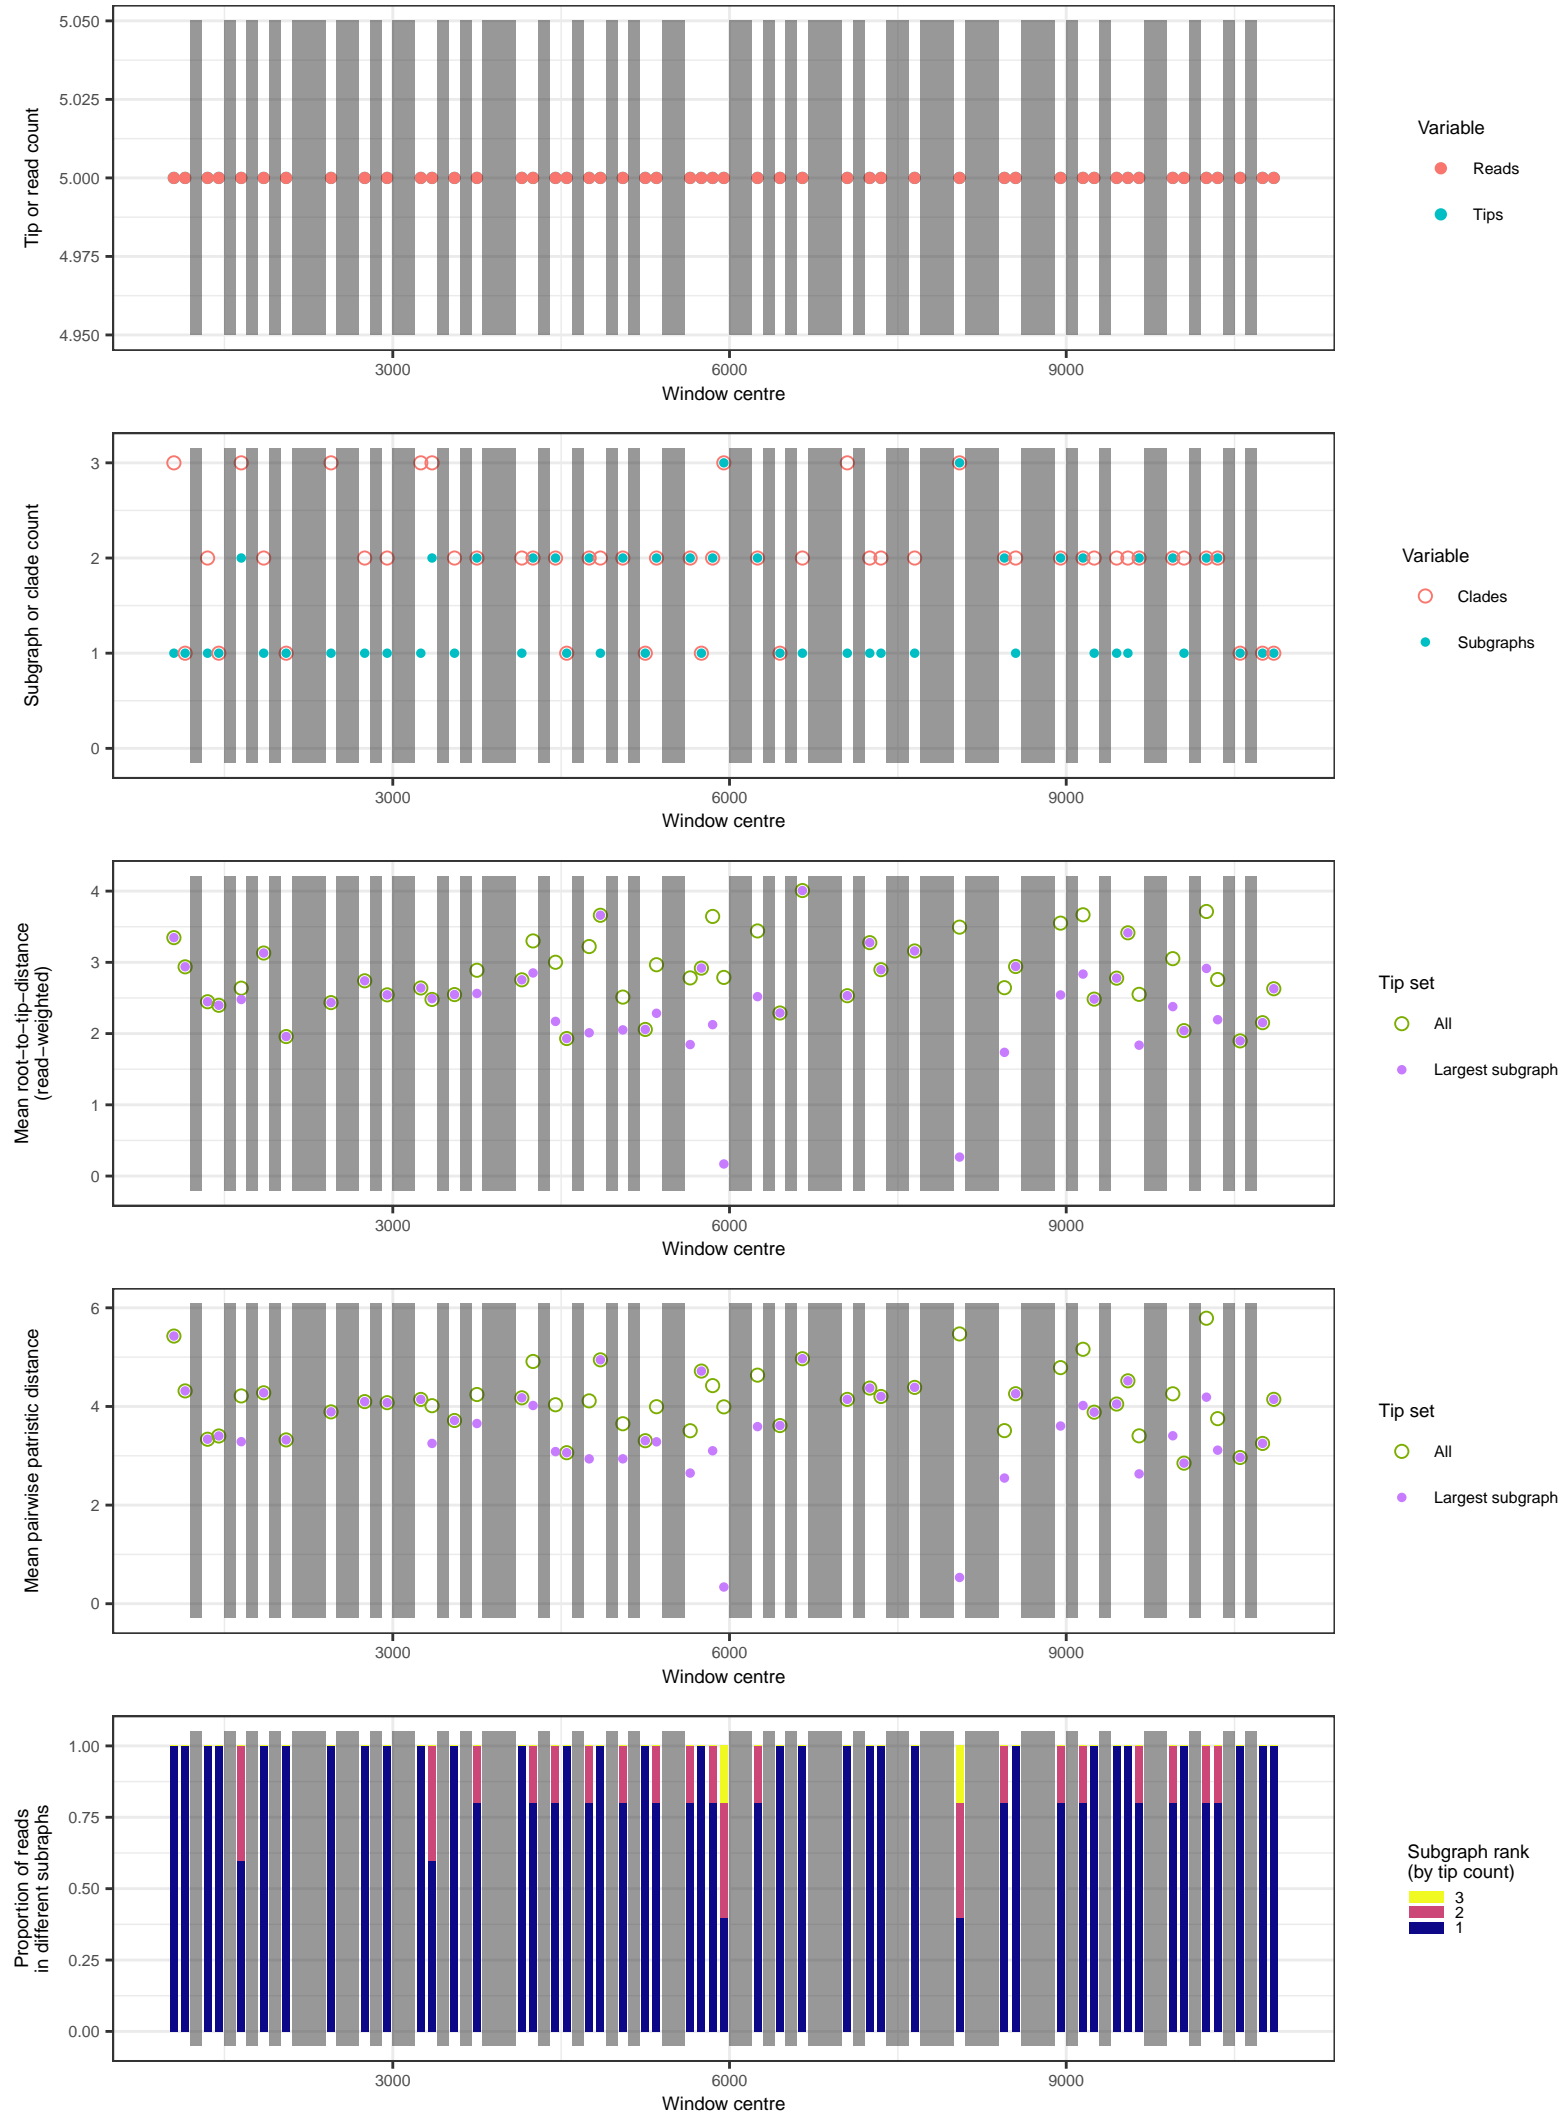 5.050
5.025
5.000
4.975
4.950
Tip or read count
3000
6000
9000
Window centre
Variable
Reads
Tips
3
2
1
0
Subgraph or clade count
3000
6000
9000
Window centre
Variable
Clades
Subgraphs
4
3
2
1
0
Mean root−to−tip−distance
(read−weighted)
3000
6000
9000
Window centre
Tip set
All
Largest subgraph
6
4
2
0
Mean pairwise patristic distance
3000
6000
9000
Window centre
Tip set
All
Largest subgraph
1.00
0.75
0.50
0.25
0.00
Proportion of reads
in different subraphs
3000
6000
9000
Window centre
Subgraph rank
(by tip count)
3
2
1